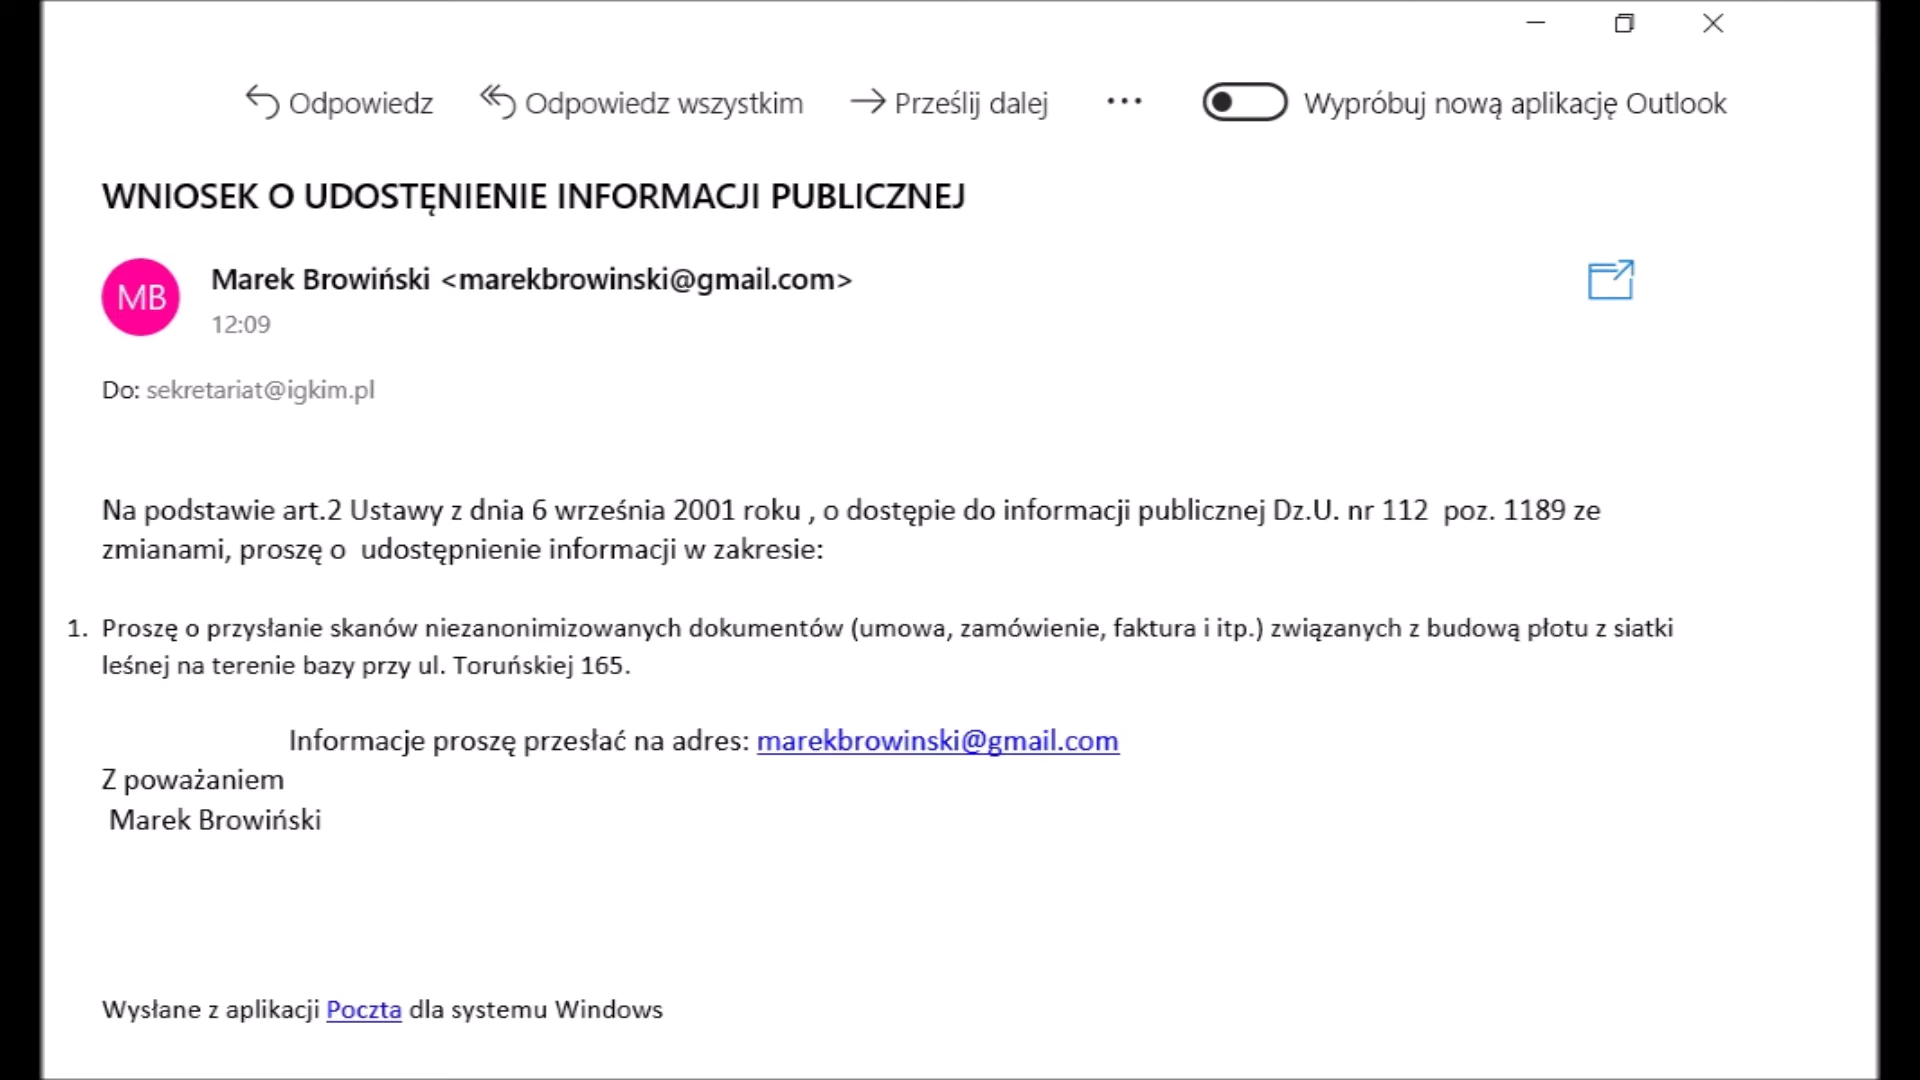 Odpowiedz Odpowiedz wszystkim Prześlij dalej ... Wypróbuj nową aplikację Outlook
WNIOSEK O UDOSTĘNIENIE INFORMACJI PUBLICZNEJ
MB
Marek Browiński <marekbrowinski@gmail.com>
12:09
Do: sekretariat@igkim.pl
Na podstawie art.2 Ustawy z dnia 6 września 2001 roku , o dostępie do informacji publicznej Dz.U. nr 112 poz. 1189 ze
zmianami, proszę o udostępnienie informacji w zakresie:
1. Proszę o przysłanie skanów niezanonimizowanych dokumentów (umowa, zamówienie, faktura i itp.) związanych z budową płotu z siatki
leśnej na terenie bazy przy ul. Toruńskiej 165.
Informacje proszę przesłać na adres: marekbrowinski@gmail.com
Z poważaniem
Marek Browiński
Wysłane z aplikacji Poczta dla systemu Windows